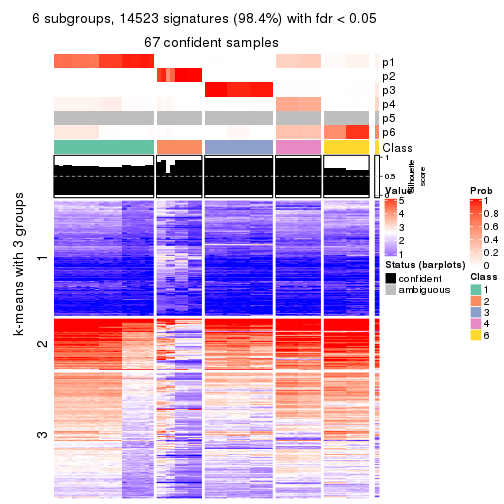 6 subgroups, 14523 signatures (98.4%) with fdr < 0.05
67 confident samples
p1
p2
p3
p4
p5
p6
Class
1
0.5
0
Silhouette
score
k-means with 3 groups
1
2
3
Value
5
4
3
2
1
Status (barplots)
confident
ambiguous
Prob
1
0.8
0.6
0.4
0.2
0
Class
1
2
3
4
6